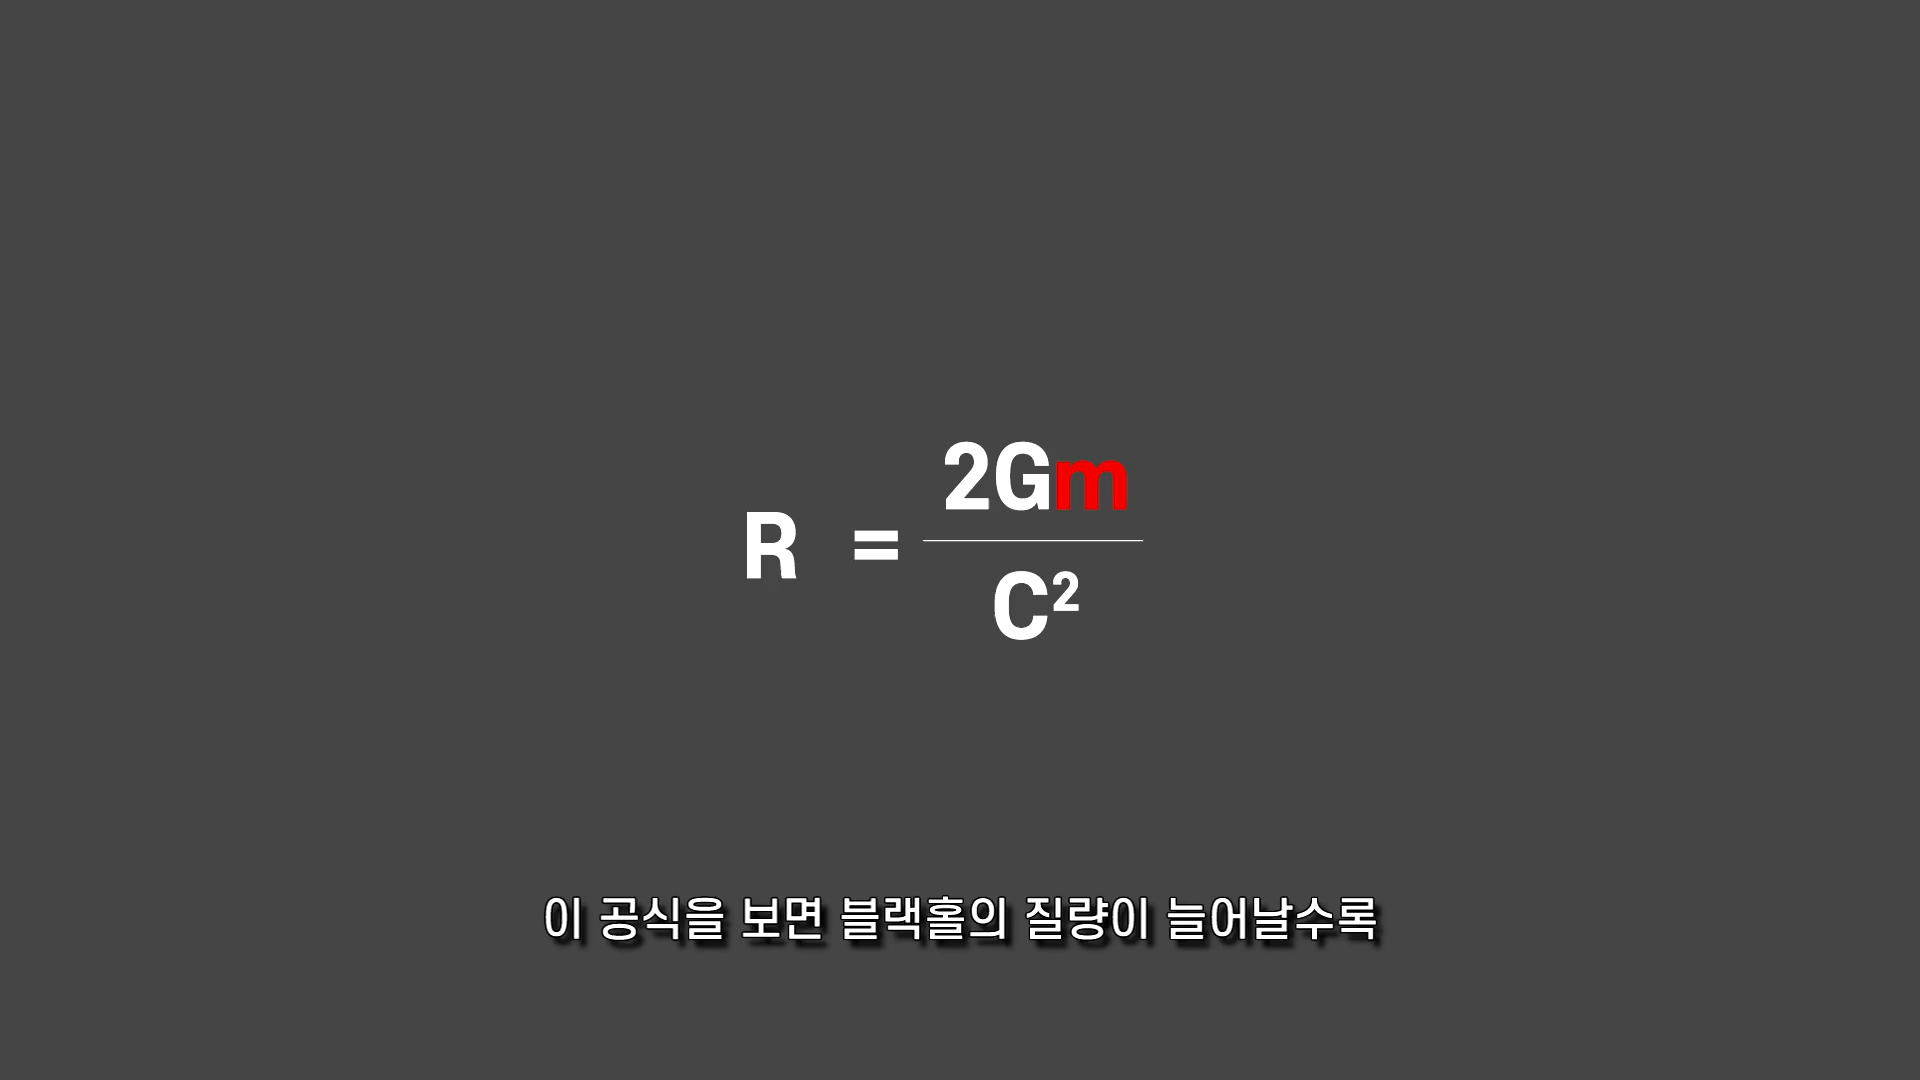 R = 2Gm
C²
이 공식을 보면 블랙홀의 질량이 늘어날수록